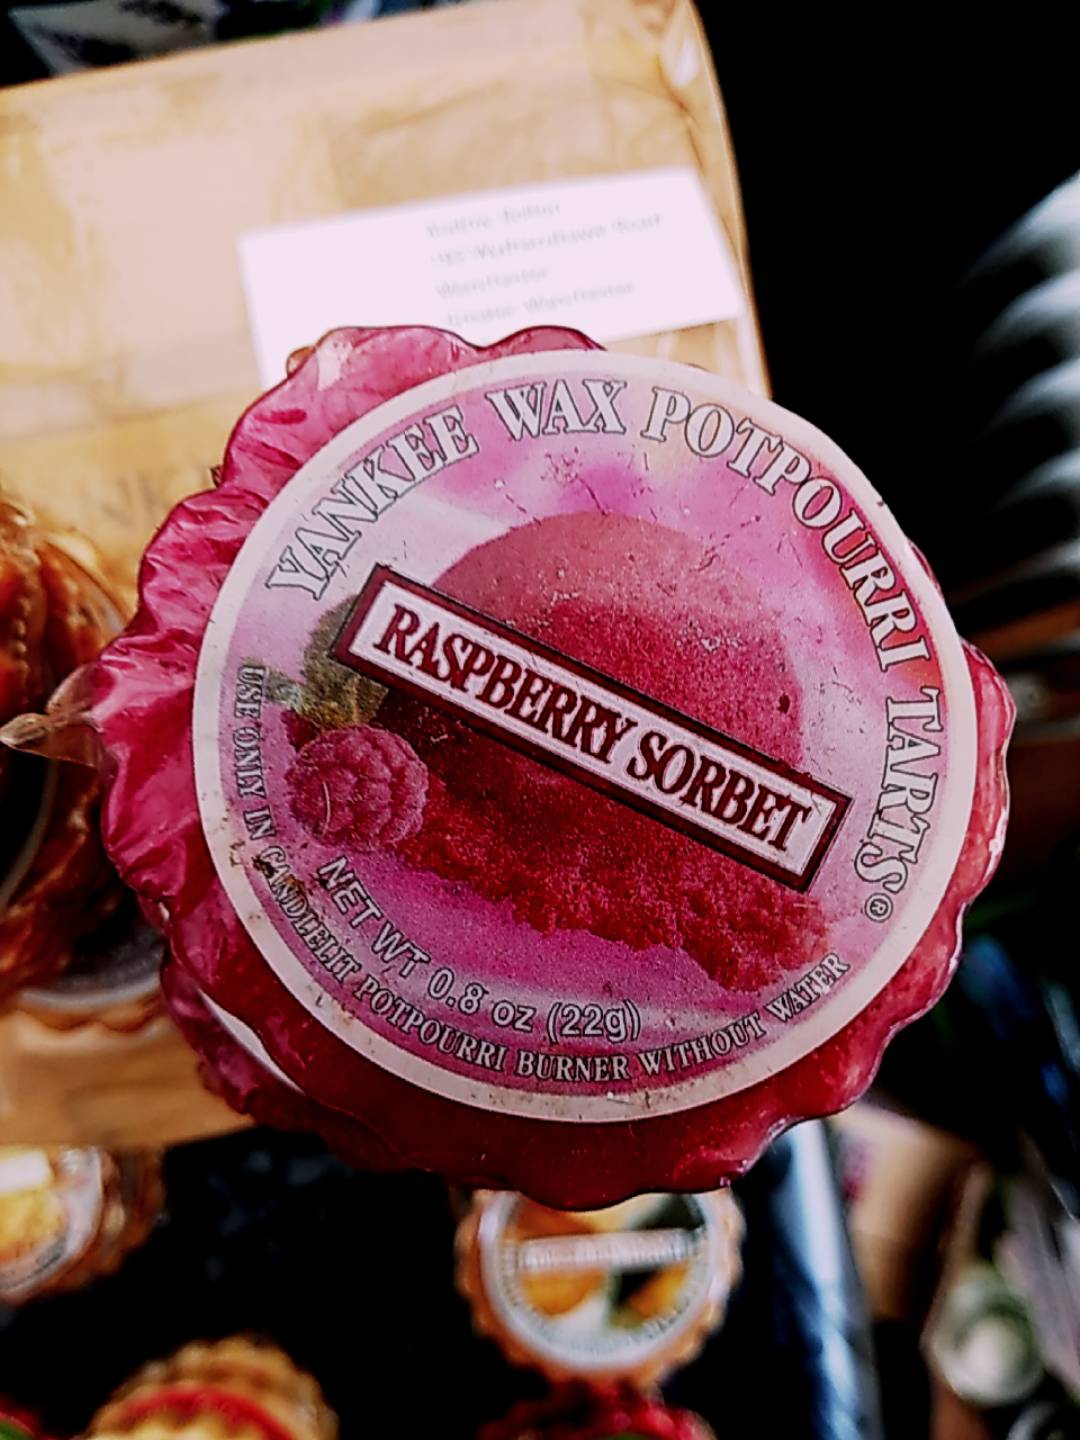 YANKEE WAX POTPOURRI TARTS®
RASPBERRY SORBET
NET WT 0.8 oz (22g)
USE ONLY IN CANDLELIT POTPOURRI BURNER WITHOUT WATER